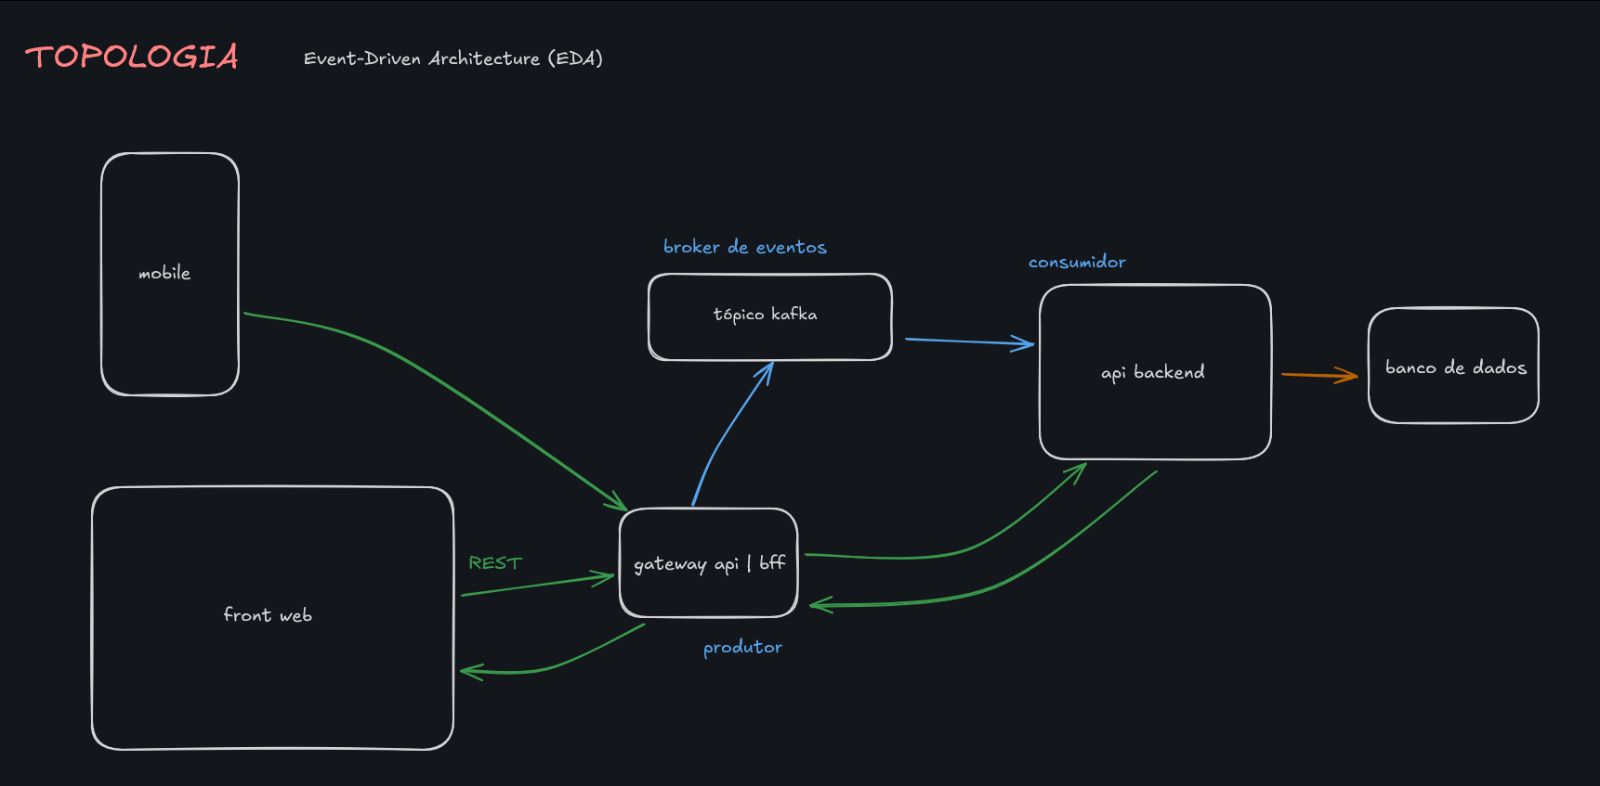 TOPOLOGIA
Event-Driven Architecture (EDA)
mobile
broker de eventos
tópico kafka
consumidor
api backend
banco de dados
REST
gateway api | bff
front web
produtor